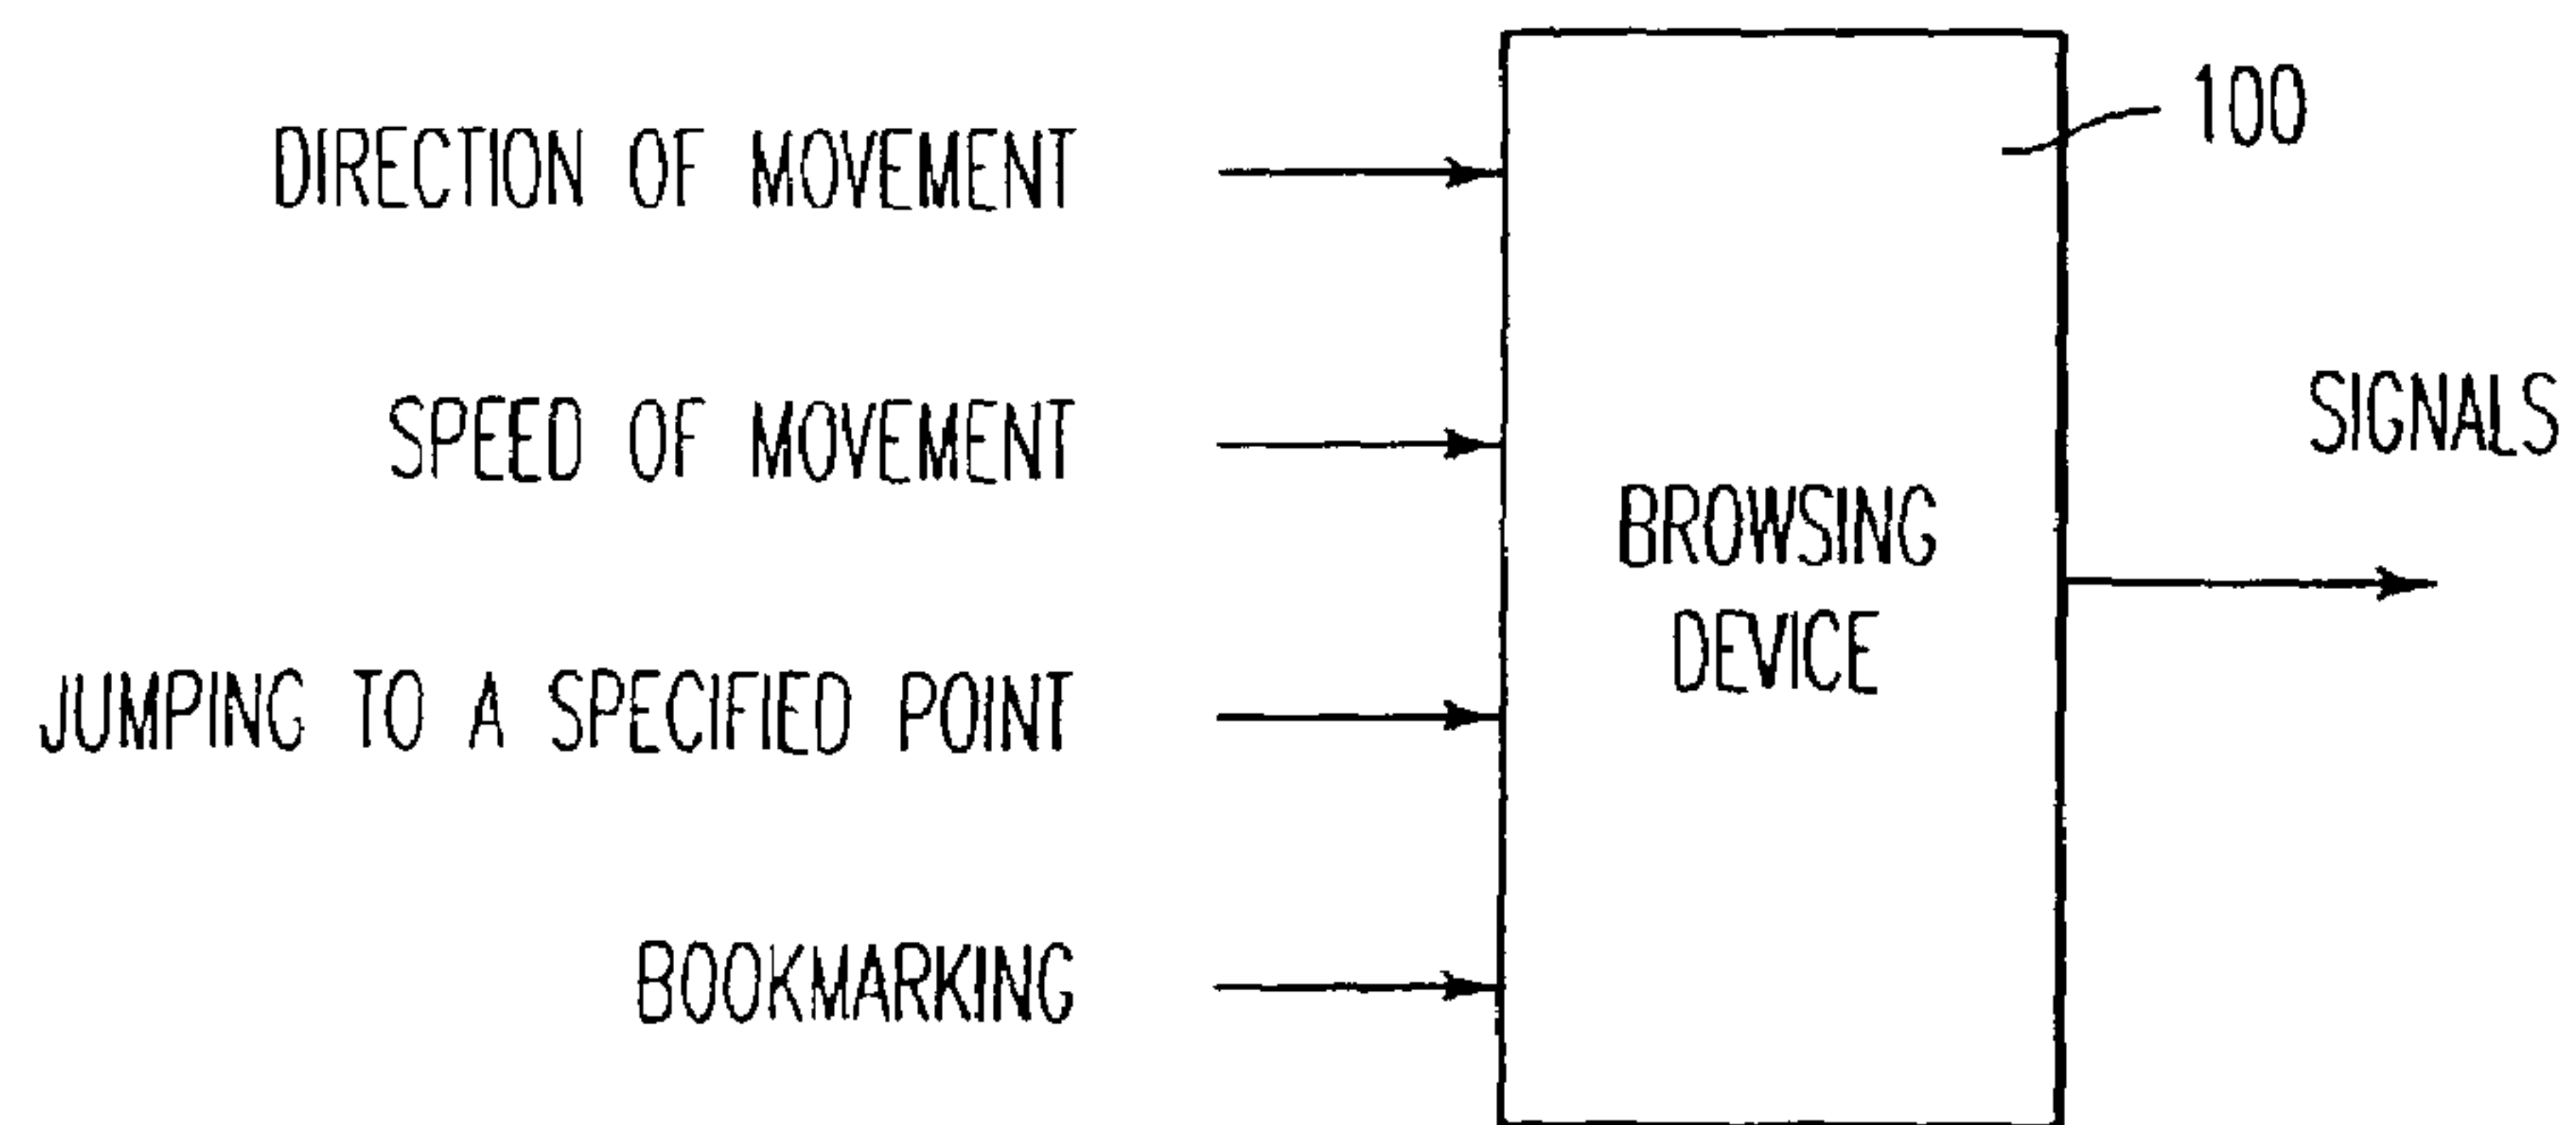 DIRECTION OF MOVEMENT
100
SPEED OF MOVEMENT
SIGNALS
BROWSING
DEVICE
JUMPING TO A SPECIFIED POINT
BOOKMARKING